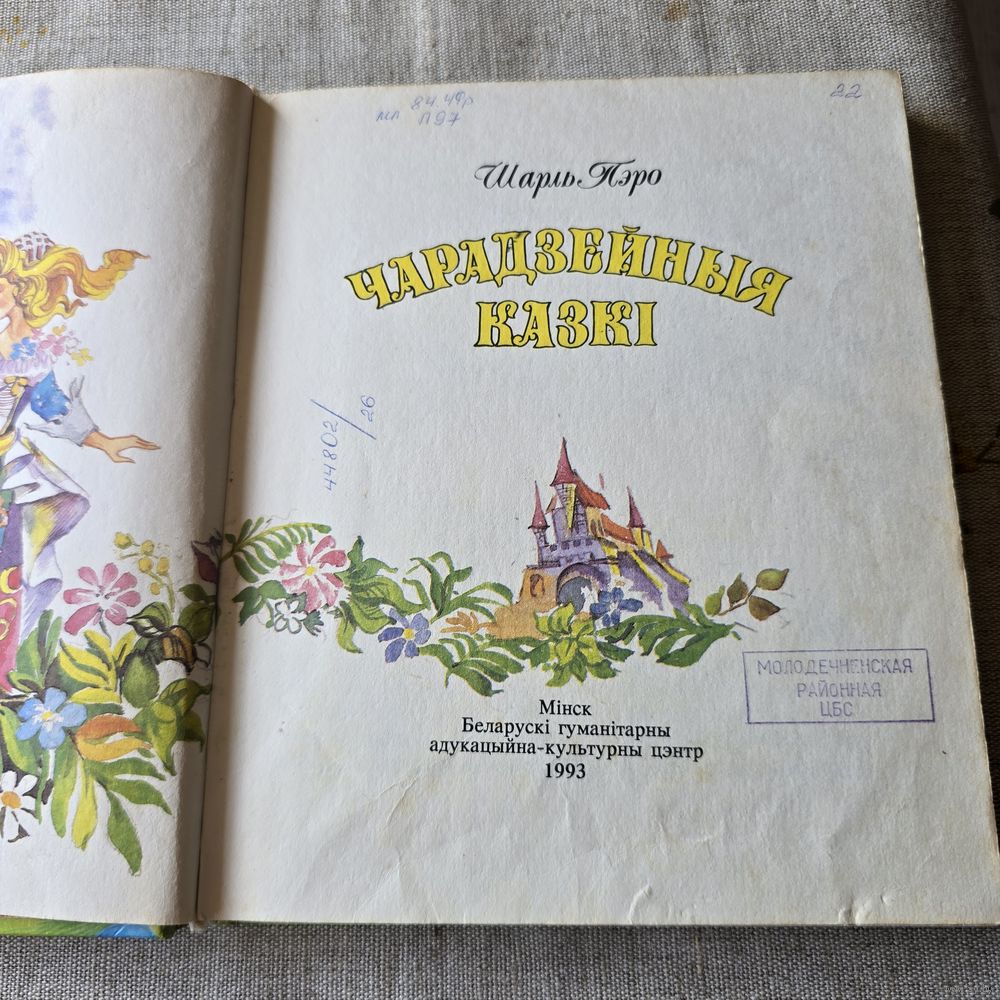 84.4Фр
мл П97
22
Шарль Пэро
ЧАРАДЗЕЙНЫЯ
КАЗКІ
44802/26
МОЛОДЕЧНЕНСКАЯ
РАЙОННАЯ
ЦБС
Мінск
Беларускі гуманітарны
адукацыйна-культурны цэнтр
1993